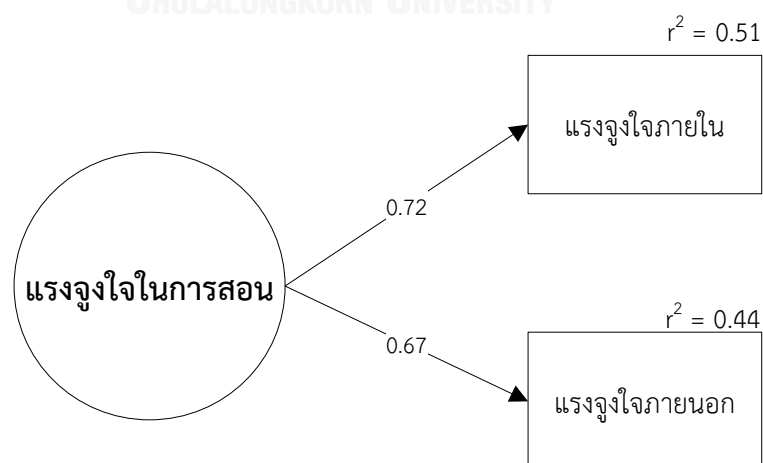 CHULALONGKORN UNIVERSITY
r² = 0.51
แรงจูงใจภายใน
0.72
แรงจูงใจในการสอน
r² = 0.44
0.67
แรงจูงใจภายนอก